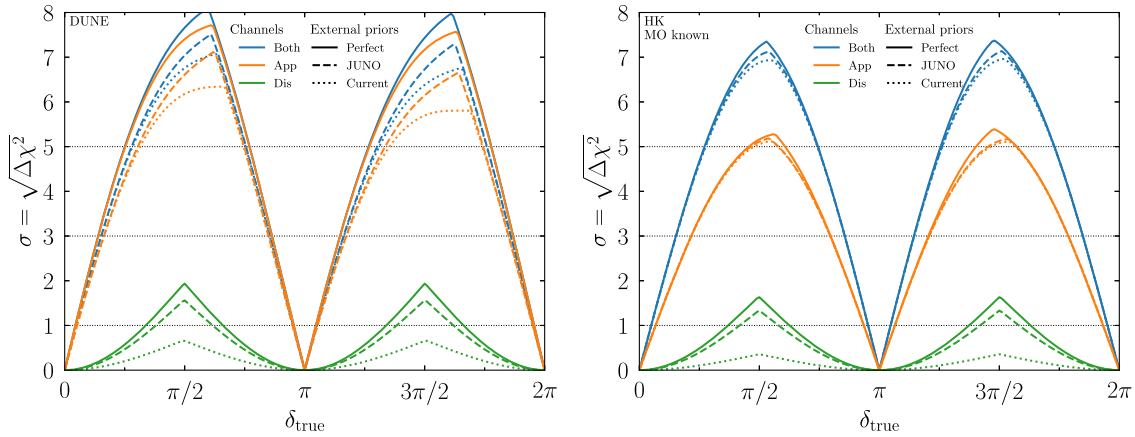 DUNE
Channels External priors
Both Perfect
App JUNO
Dis Current
8
7
6
5
4
3
2
1
0
σ = √Δχ²
0 π/2 π 3π/2 2π
δtrue
HK
MO known
Channels External priors
Both Perfect
App JUNO
Dis Current
8
7
6
5
4
3
2
1
0
σ = √Δχ²
0 π/2 π 3π/2 2π
δtrue